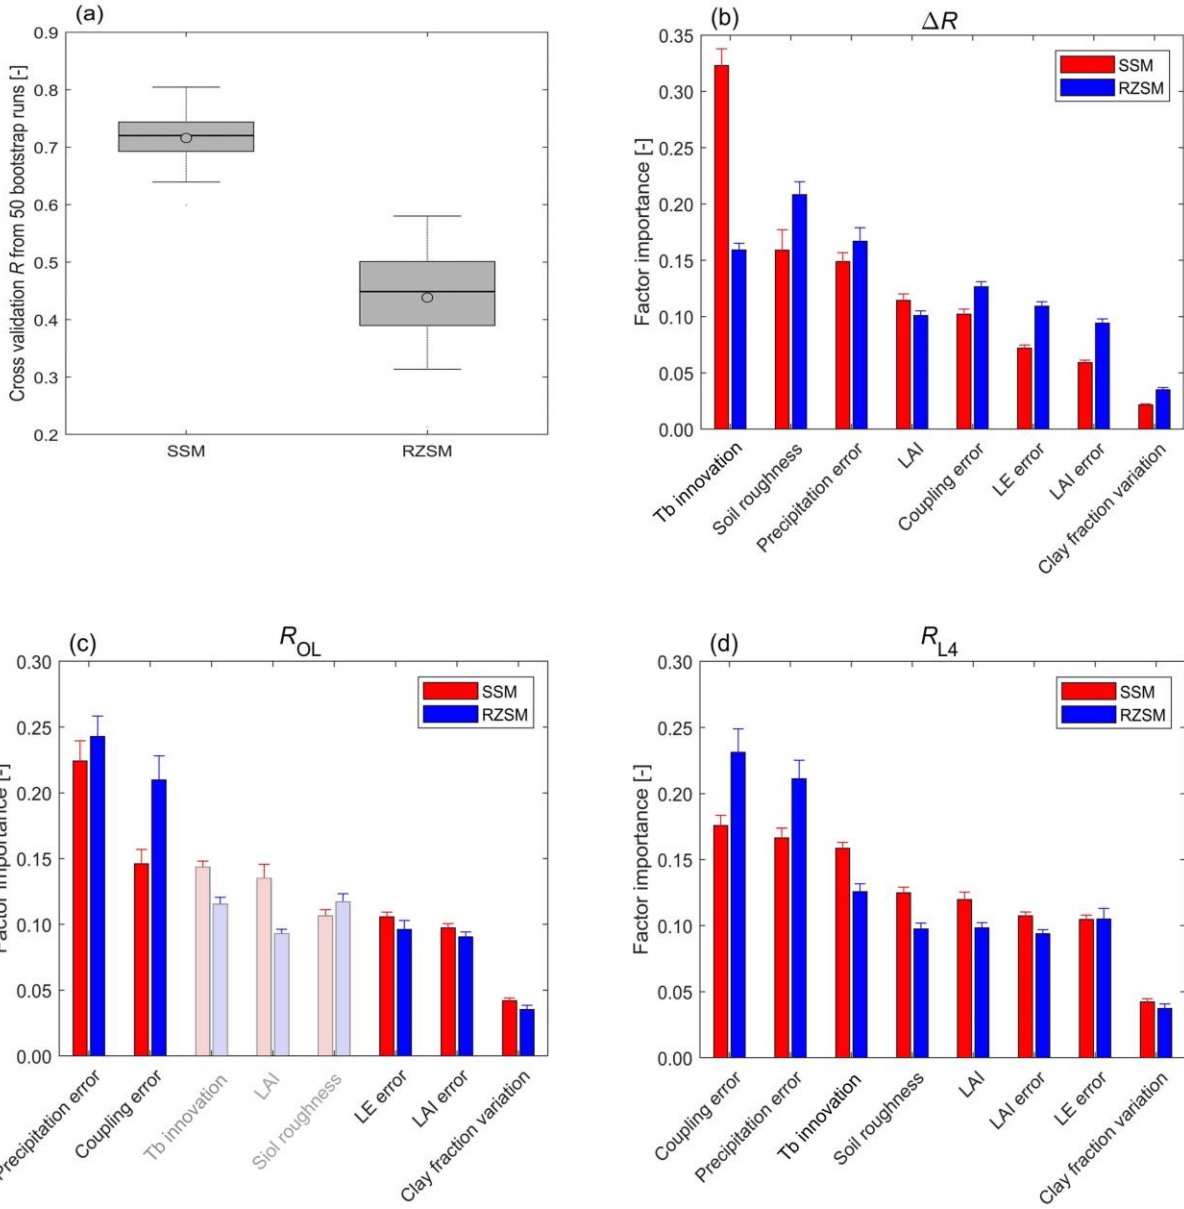 (a)
Cross validation R from 50 bootstrap runs [-]
0.9
0.8
0.7
0.6
0.5
0.4
0.3
0.2
SSM
RZSM
(b)
ΔR
Factor importance [-]
0.35
0.30
0.25
0.20
0.15
0.10
0.05
0.00
SSM
RZSM
Tb innovation
Soil roughness
Precipitation error
LAI
Coupling error
LE error
LAI error
Clay fraction variation
(c)
ROL
Factor importance [-]
0.30
0.25
0.20
0.15
0.10
0.05
0.00
SSM
RZSM
Precipitation error
Coupling error
Tb innovation
LAI
Siol roughness
LE error
LAI error
Clay fraction variation
(d)
RL4
Factor importance [-]
0.30
0.25
0.20
0.15
0.10
0.05
0.00
SSM
RZSM
Coupling error
Precipitation error
Tb innovation
Soil roughness
LAI
LAI error
LE error
Clay fraction variation